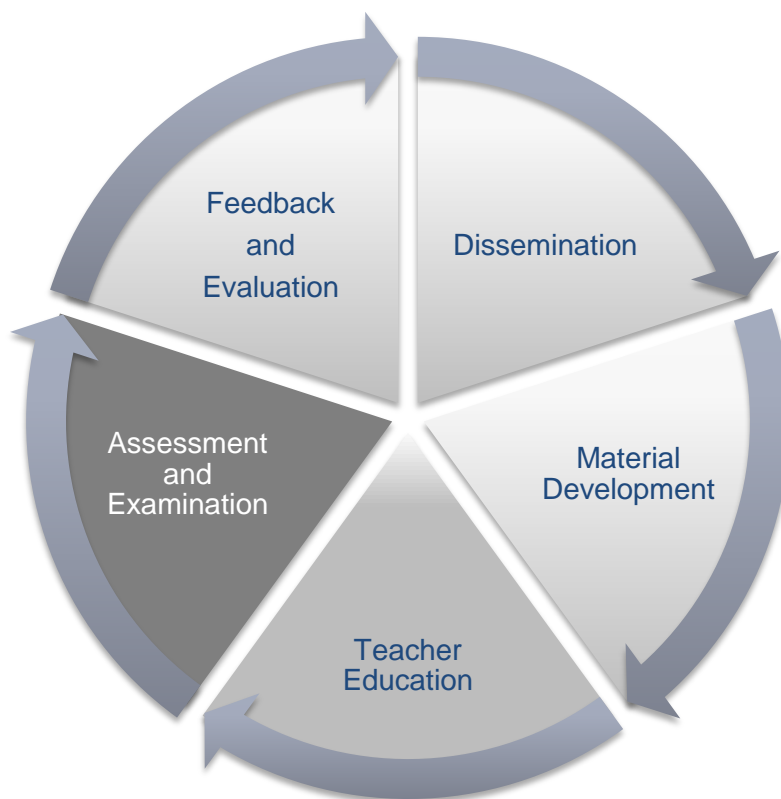 Feedback
and
Evaluation
Dissemination
Material
Development
Teacher
Education
Assessment
and
Examination